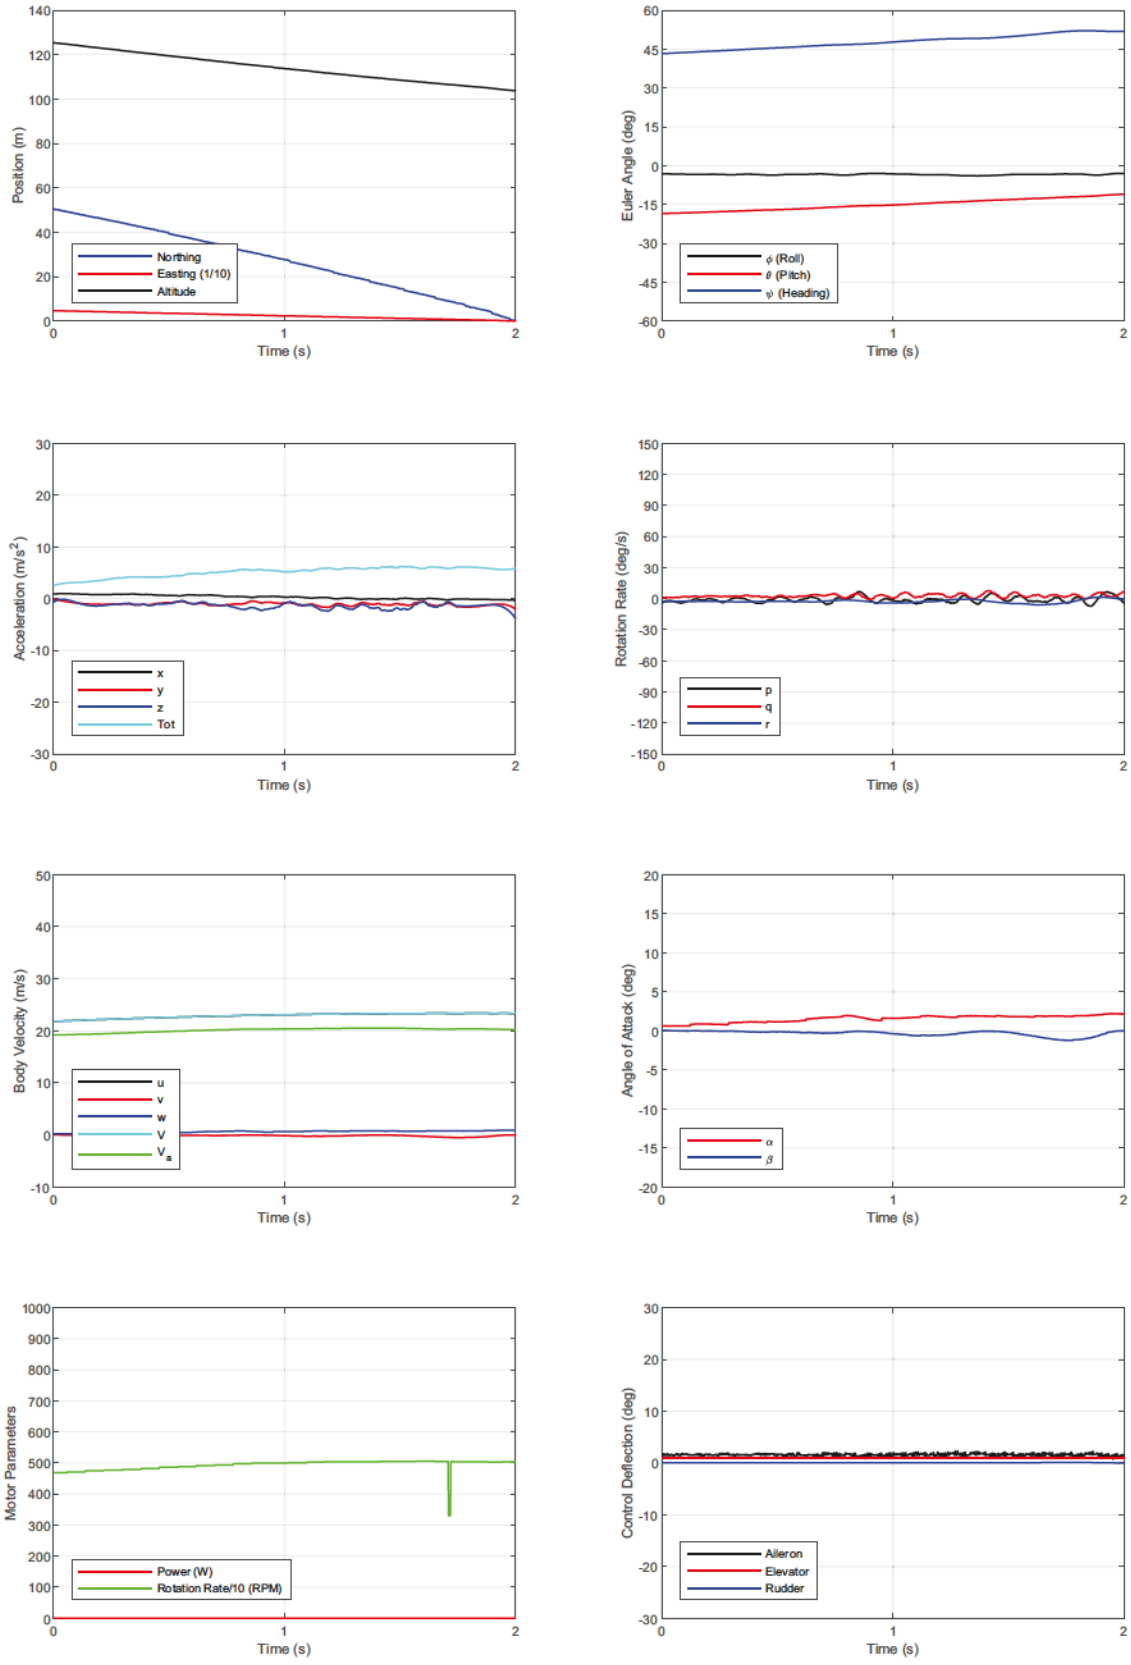 140
120
100
80
60
40
20
0
Position (m)
Northing
Easting (1/10)
Altitude
0 1 2
Time (s)
60
45
30
15
0
-15
-30
-45
-60
Euler Angle (deg)
ϕ (Roll)
θ (Pitch)
ψ (Heading)
0 1 2
Time (s)
30
20
10
0
-10
-20
-30
Acceleration (m/s²)
x
y
z
Tot
0 1 2
Time (s)
150
120
90
60
30
0
-30
-60
-90
-120
-150
Rotation Rate (deg/s)
p
q
r
0 1 2
Time (s)
50
40
30
20
10
0
-10
Body Velocity (m/s)
u
v
w
V
Vₐ
0 1 2
Time (s)
20
15
10
5
0
-5
-10
-15
-20
Angle of Attack (deg)
α
β
0 1 2
Time (s)
1000
900
800
700
600
500
400
300
200
100
0
Motor Parameters
Power (W)
Rotation Rate/10 (RPM)
0 1 2
Time (s)
30
20
10
0
-10
-20
-30
Control Deflection (deg)
Aileron
Elevator
Rudder
0 1 2
Time (s)